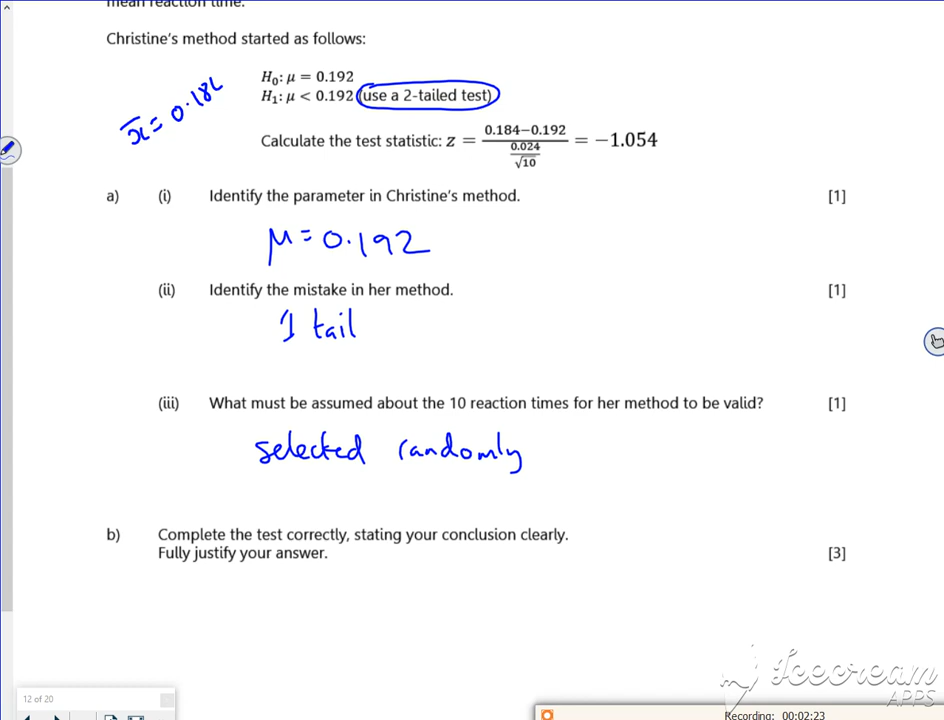 mean reaction time.
Christine's method started as follows:
H₀: μ = 0.192
H₁: μ < 0.192 (use a 2-tailed test)
x̄ = 0.184
Calculate the test statistic: z = (0.184−0.192)/(0.024/√10) = −1.054
a) (i) Identify the parameter in Christine's method. [1]
μ = 0.192
(ii) Identify the mistake in her method. [1]
1 tail
(iii) What must be assumed about the 10 reaction times for her method to be valid? [1]
selected randomly
b) Complete the test correctly, stating your conclusion clearly.
Fully justify your answer. [3]
12 of 20
Icecream
APPS
Recording: 00:02:23